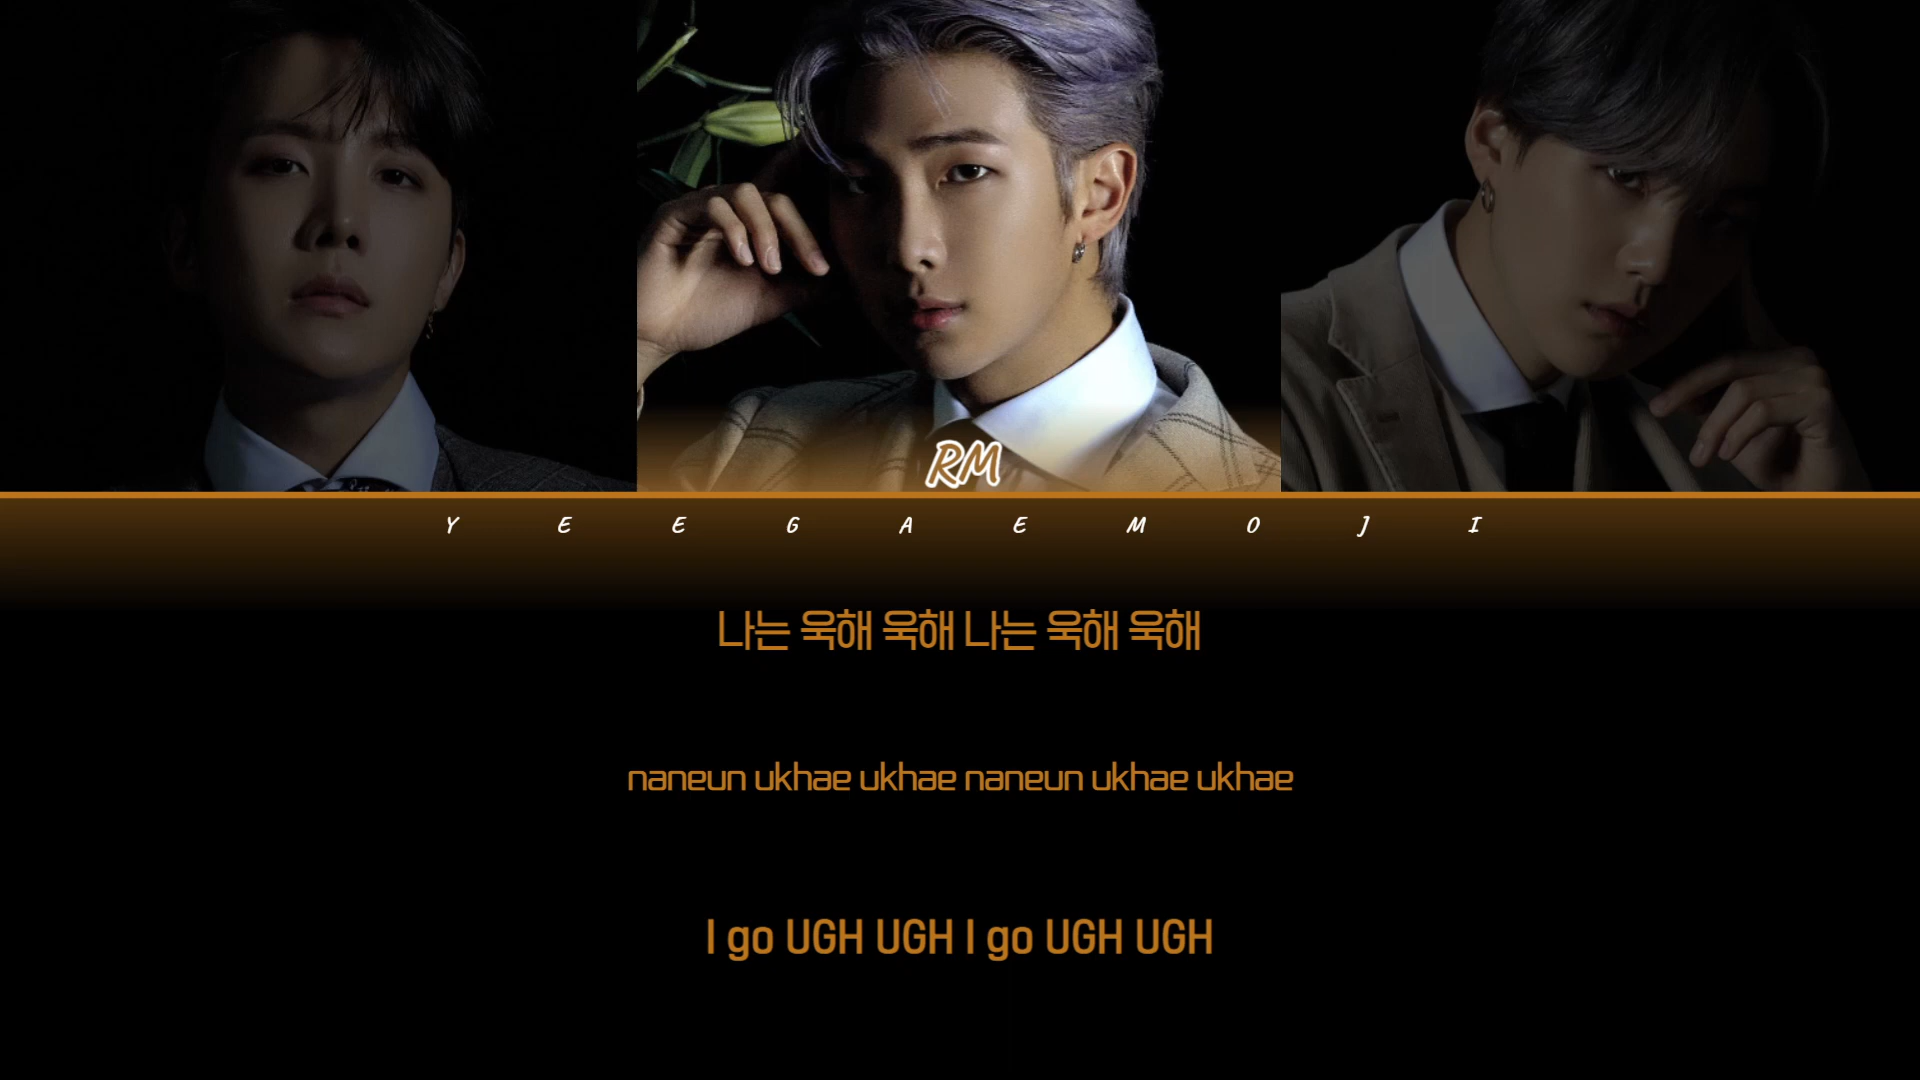 RM
Y E E G A E M O J I
나는 욱해 욱해 나는 욱해 욱해
naneun ukhae ukhae naneun ukhae ukhae
I go UGH UGH I go UGH UGH